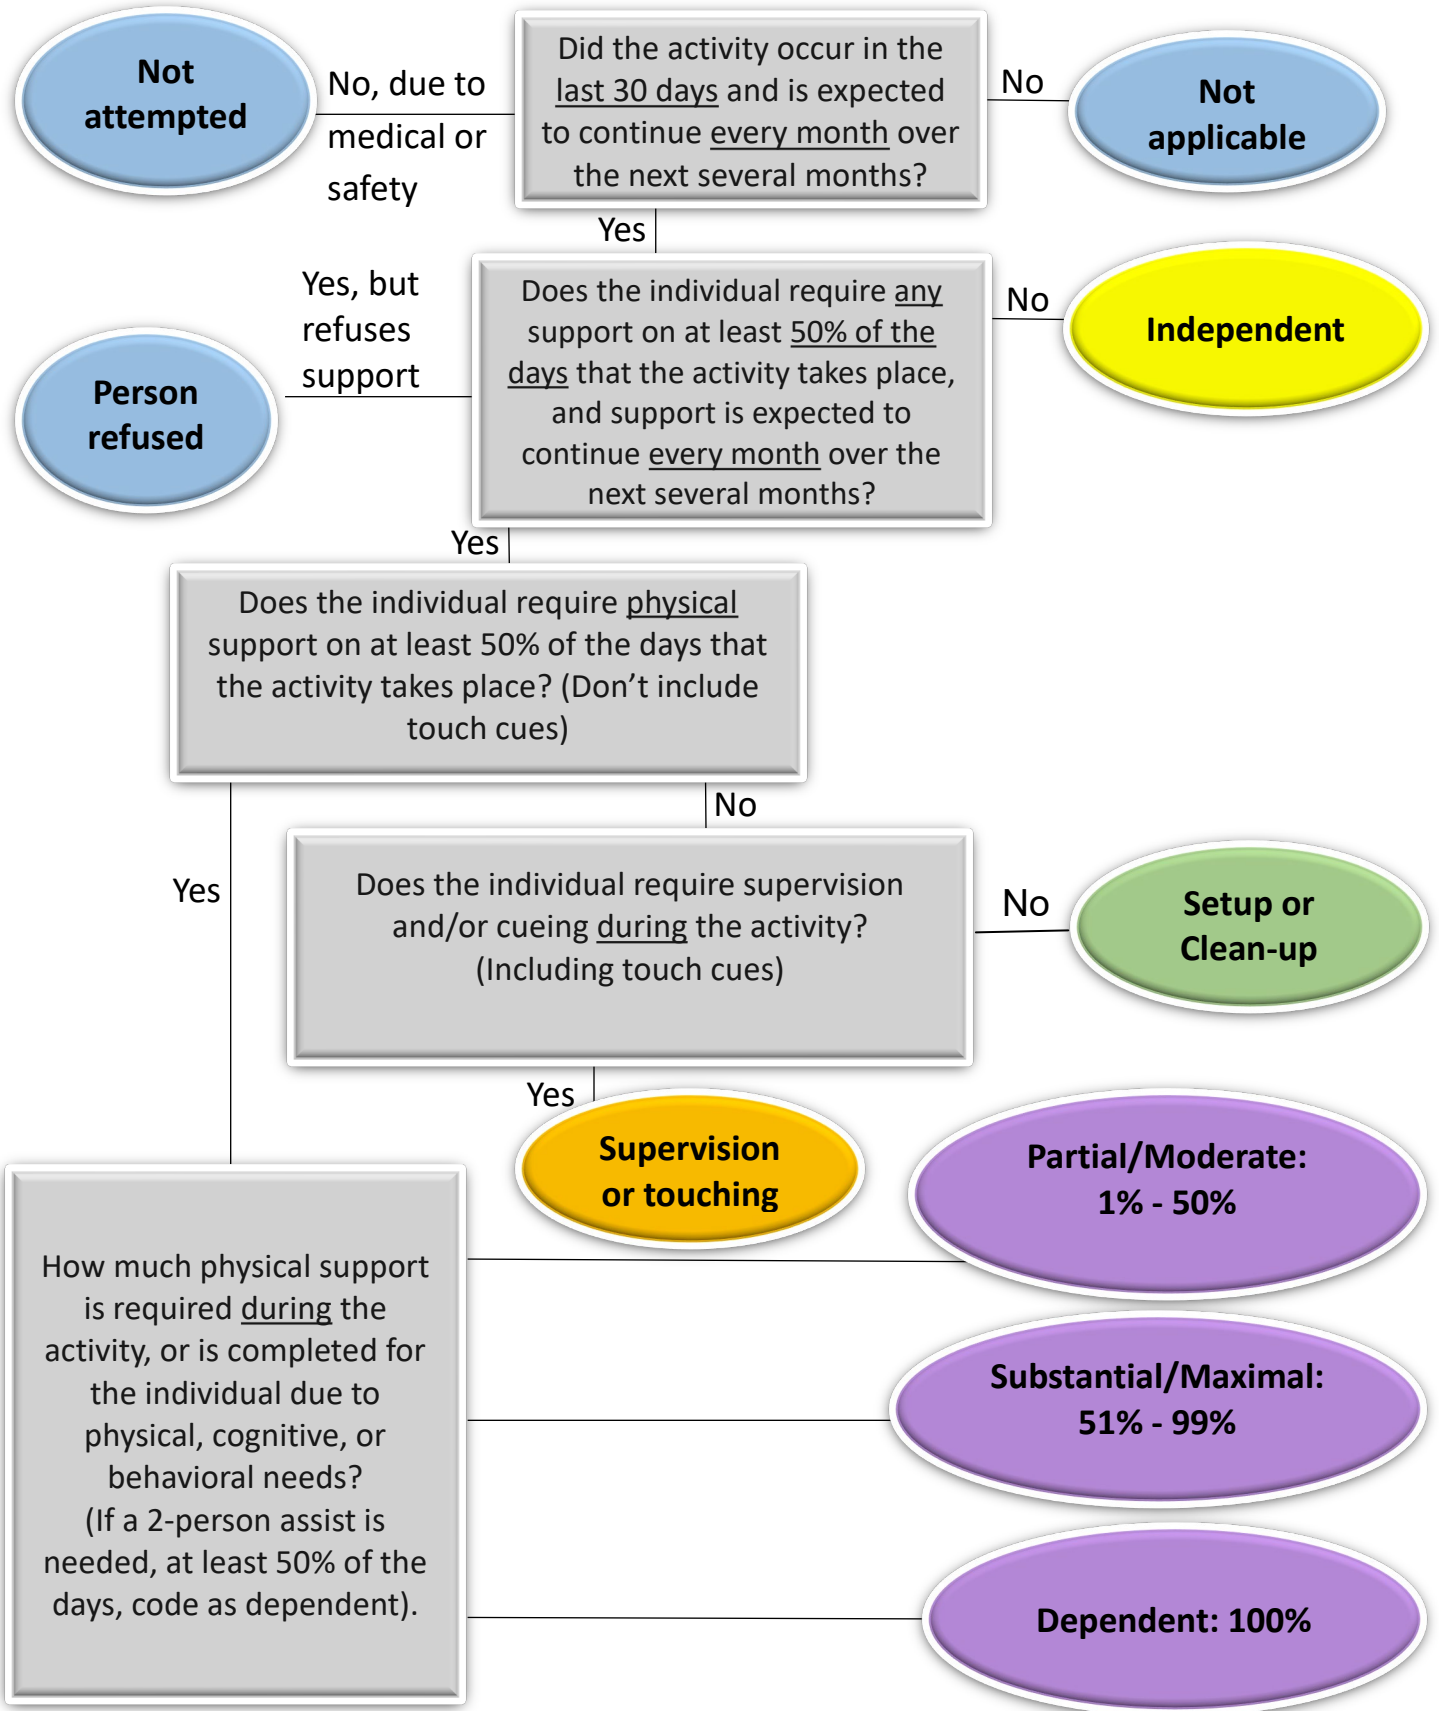 Not
attempted
No, due to
medical or
safety
Did the activity occur in the
last 30 days and is expected
to continue every month over
the next several months?
No
Not
applicable
Yes
Yes, but
refuses
support
Person
refused
Does the individual require any
support on at least 50% of the
days that the activity takes place,
and support is expected to
continue every month over the
next several months?
No
Independent
Yes
Does the individual require physical
support on at least 50% of the days that
the activity takes place? (Don’t include
touch cues)
No
Yes
Does the individual require supervision
and/or cueing during the activity?
(Including touch cues)
No
Setup or
Clean-up
Yes
Supervision
or touching
Partial/Moderate:
1% - 50%
How much physical support
is required during the
activity, or is completed for
the individual due to
physical, cognitive, or
behavioral needs?
(If a 2-person assist is
needed, at least 50% of the
days, code as dependent).
Substantial/Maximal:
51% - 99%
Dependent: 100%